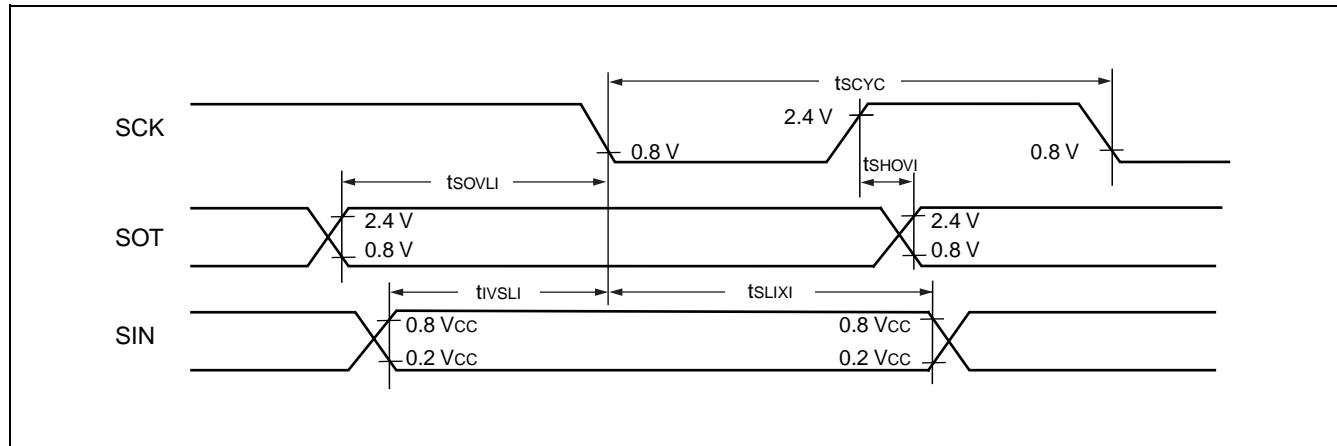 tSCYC
SCK
2.4 V
0.8 V
0.8 V
tSHOVI
tSOVLI
SOT
2.4 V
2.4 V
0.8 V
0.8 V
tIVSLI
tSLIXI
SIN
0.8 VCC
0.8 VCC
0.2 VCC
0.2 VCC